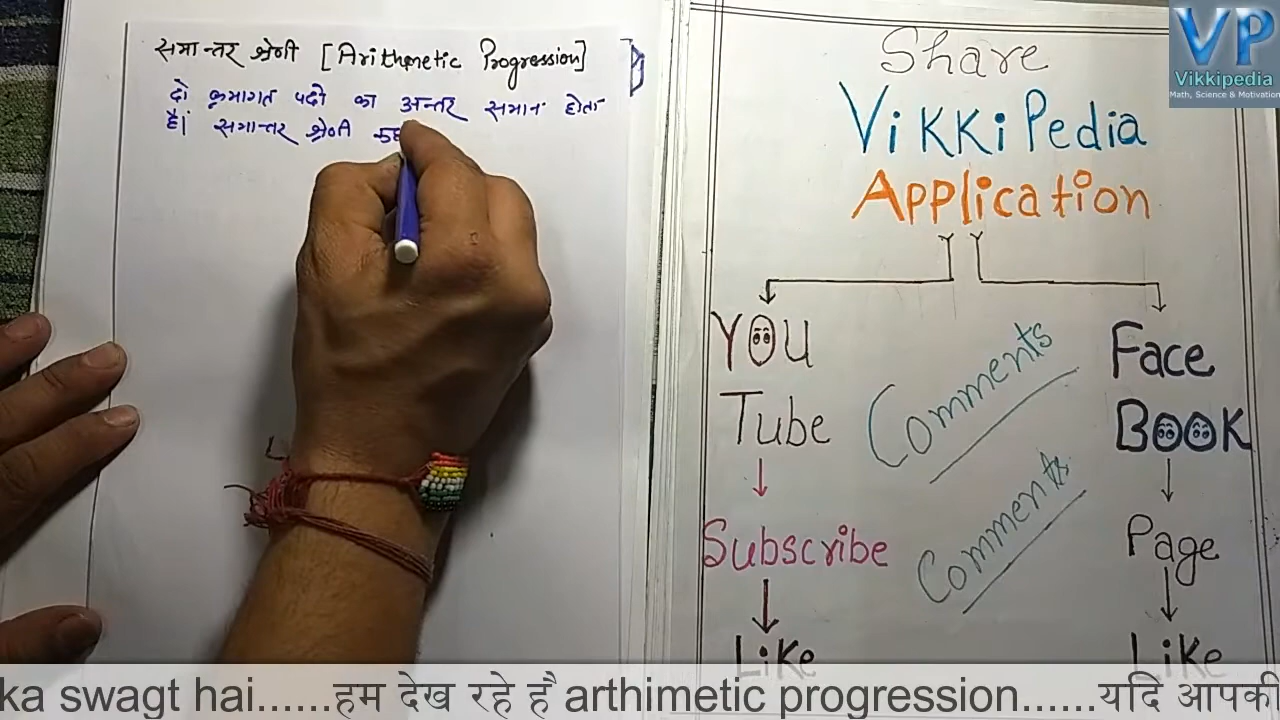 समान्तर श्रेणी [Arithmetic Progression]
दो क्रमागत पदो का अन्तर समान होता
है। समान्तर श्रेणी कह
Share
ViKKiPedia
Application
YOU
Tube
Subscribe
LiKe
Comments
Comments
Face
BOOK
Page
LiKe
VP
Vikkipedia
Math, Science & Motivation
ka swagt hai......हम देख रहे है arthimetic progression......यदि आपकी